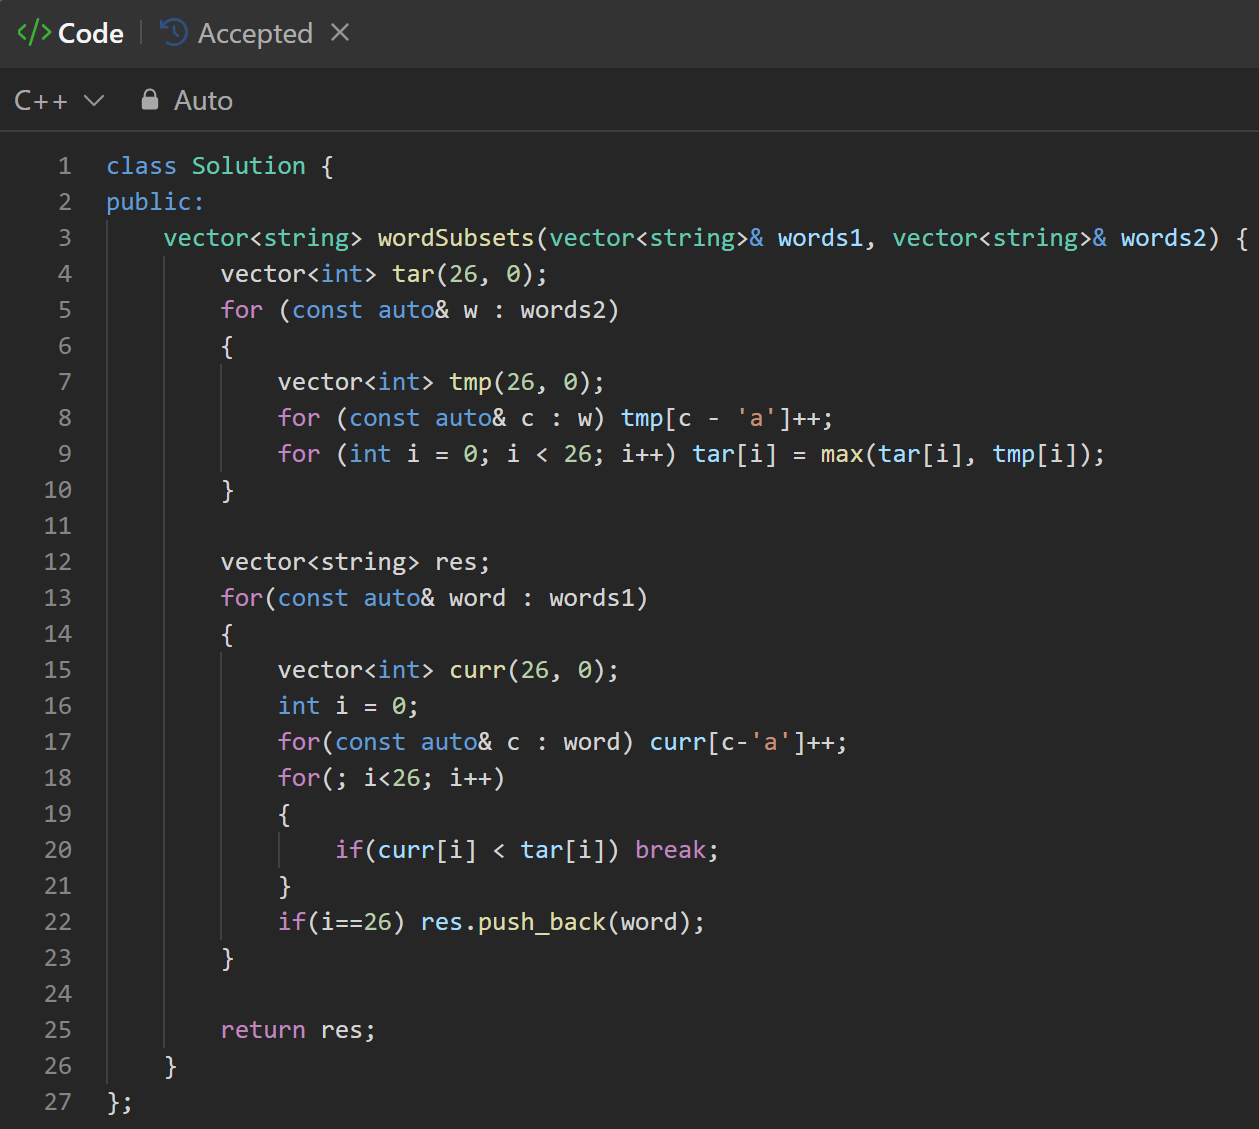 </> Code | Accepted ×
C++ Auto
1 class Solution {
2 public:
3     vector<string> wordSubsets(vector<string>& words1, vector<string>& words2) {
4         vector<int> tar(26, 0);
5         for (const auto& w : words2)
6         {
7             vector<int> tmp(26, 0);
8             for (const auto& c : w) tmp[c - 'a']++;
9             for (int i = 0; i < 26; i++) tar[i] = max(tar[i], tmp[i]);
10         }
11
12         vector<string> res;
13         for(const auto& word : words1)
14         {
15             vector<int> curr(26, 0);
16             int i = 0;
17             for(const auto& c : word) curr[c-'a']++;
18             for(; i<26; i++)
19             {
20                 if(curr[i] < tar[i]) break;
21             }
22             if(i==26) res.push_back(word);
23         }
24
25         return res;
26     }
27 };